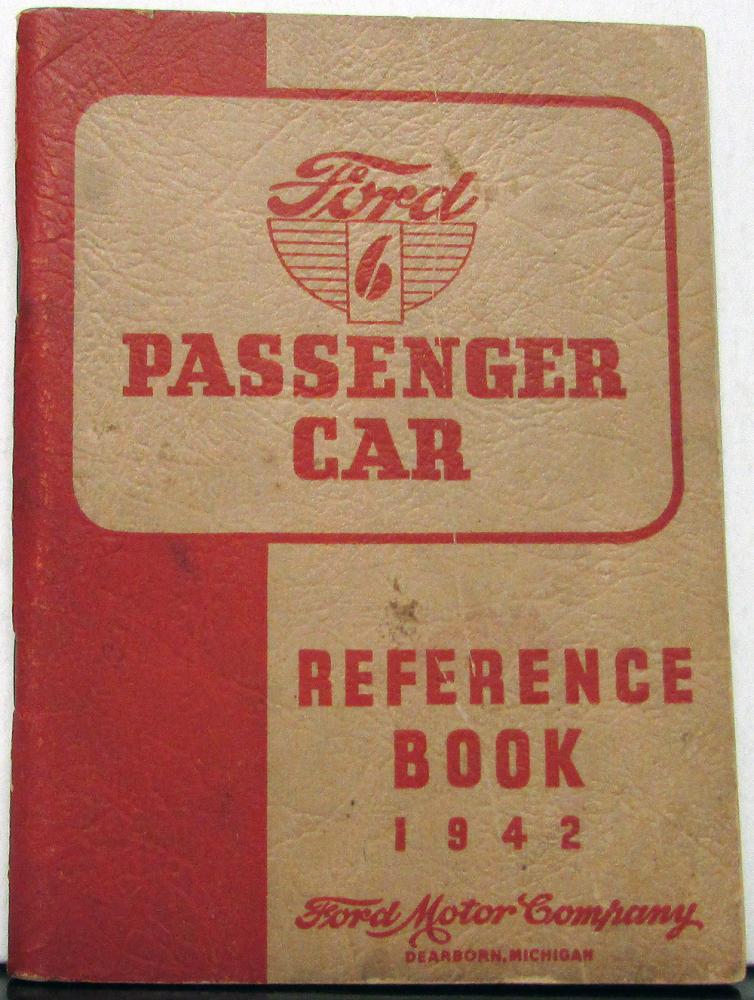 Ford
6
PASSENGER
CAR
REFERENCE
BOOK
1942
Ford Motor Company
DEARBORN, MICHIGAN